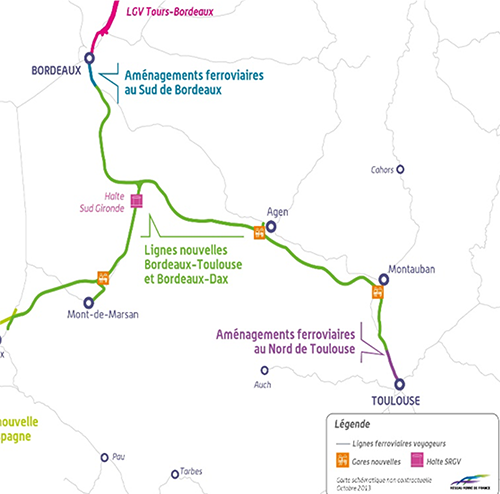 LGV Tours-Bordeaux
BORDEAUX
Aménagements ferroviaires
au Sud de Bordeaux
Cahors
Halte
Sud Gironde
Agen
Lignes nouvelles
Bordeaux-Toulouse
et Bordeaux-Dax
Montauban
Mont-de-Marsan
Aménagements ferroviaires
au Nord de Toulouse
x
Auch
TOULOUSE
nouvelle
pagne
Pau
Tarbes
Légende
Lignes ferroviaires voyageurs
Gares nouvelles
Halte SRGV
Carte schématique non contractuelle
Octobre 2013
RÉSEAU FERRÉ DE FRANCE